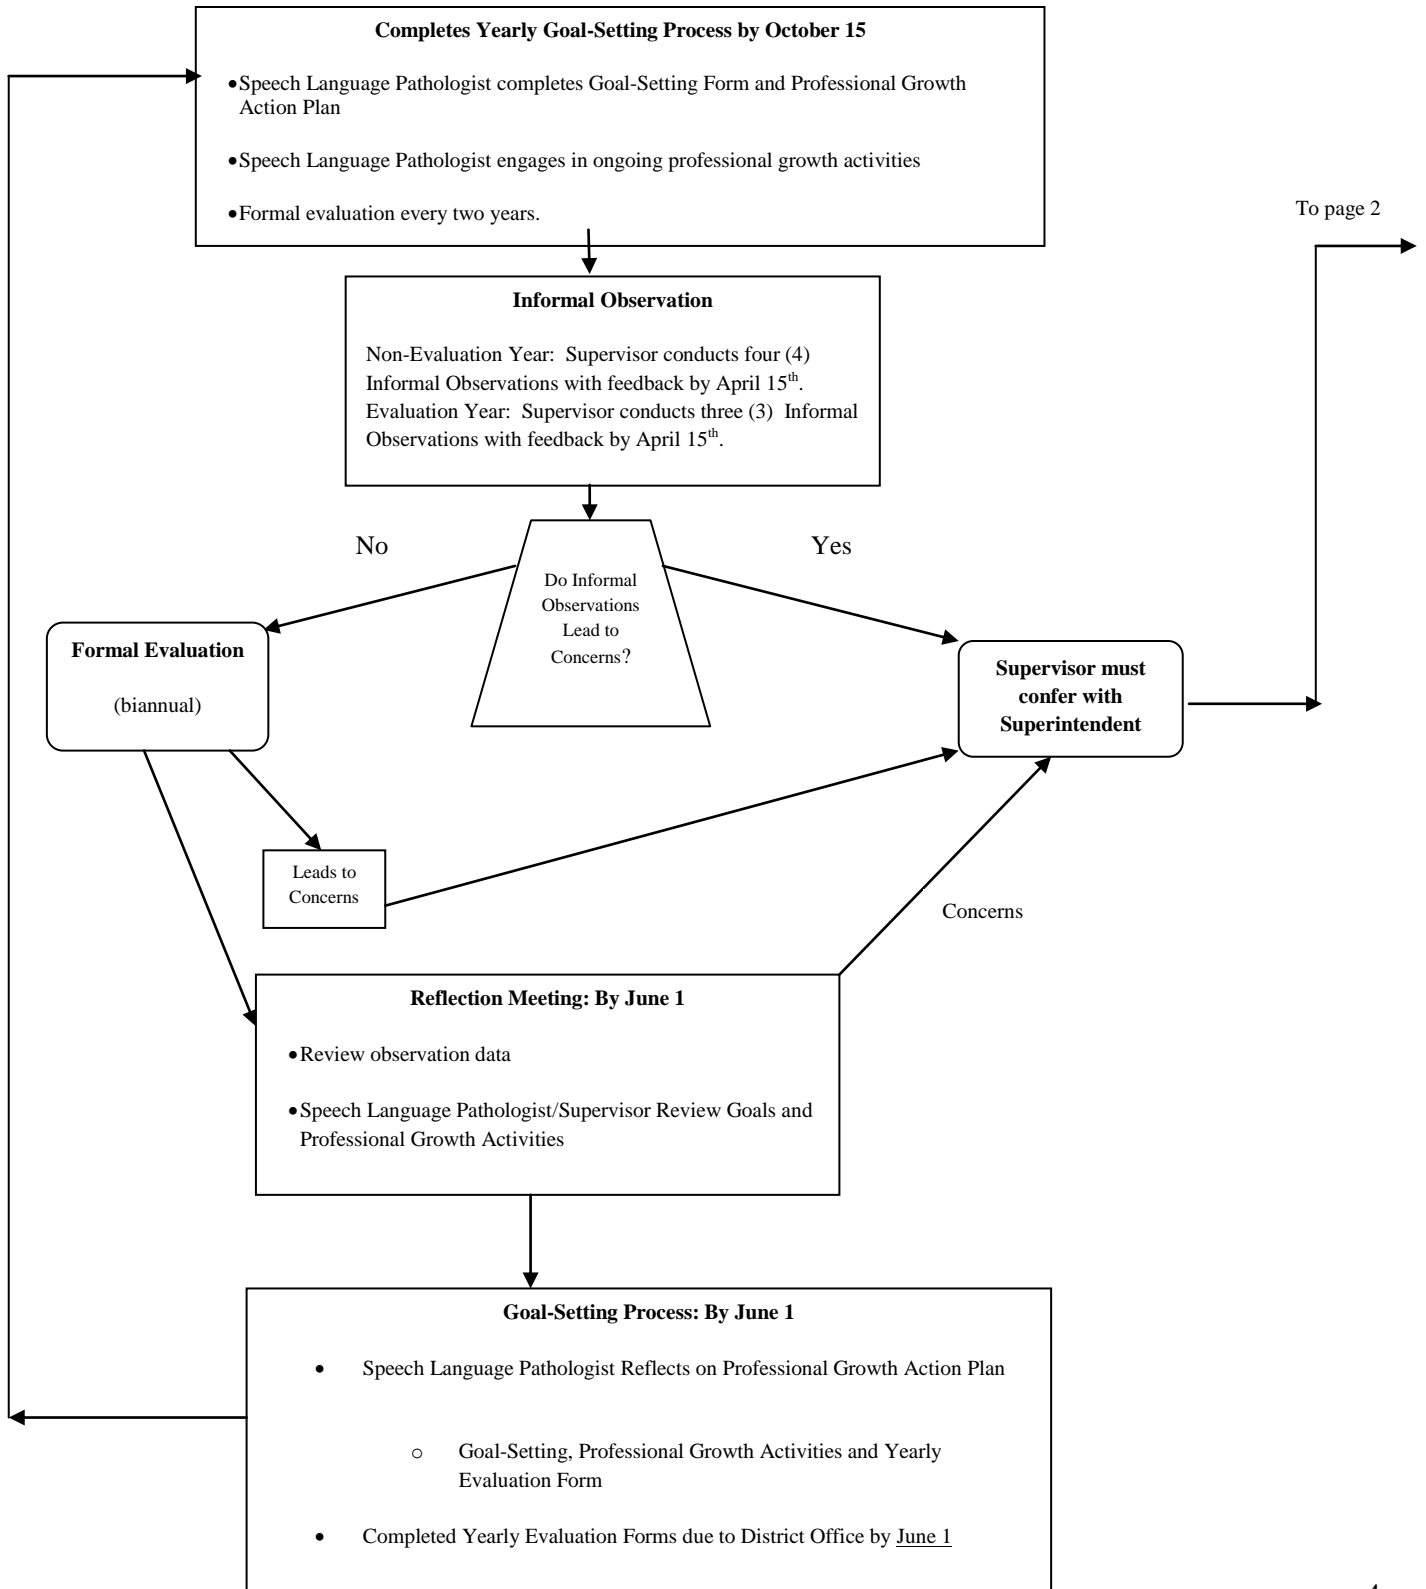 Completes Yearly Goal-Setting Process by October 15
•Speech Language Pathologist completes Goal-Setting Form and Professional Growth
Action Plan
•Speech Language Pathologist engages in ongoing professional growth activities
•Formal evaluation every two years.
To page 2
Informal Observation
Non-Evaluation Year: Supervisor conducts four (4)
Informal Observations with feedback by April 15th.
Evaluation Year: Supervisor conducts three (3) Informal
Observations with feedback by April 15th.
No
Yes
Do Informal
Observations
Lead to
Concerns?
Formal Evaluation
(biannual)
Supervisor must
confer with
Superintendent
Leads to
Concerns
Concerns
Reflection Meeting: By June 1
•Review observation data
•Speech Language Pathologist/Supervisor Review Goals and
Professional Growth Activities
Goal-Setting Process: By June 1
• Speech Language Pathologist Reflects on Professional Growth Action Plan
o Goal-Setting, Professional Growth Activities and Yearly
Evaluation Form
• Completed Yearly Evaluation Forms due to District Office by June 1